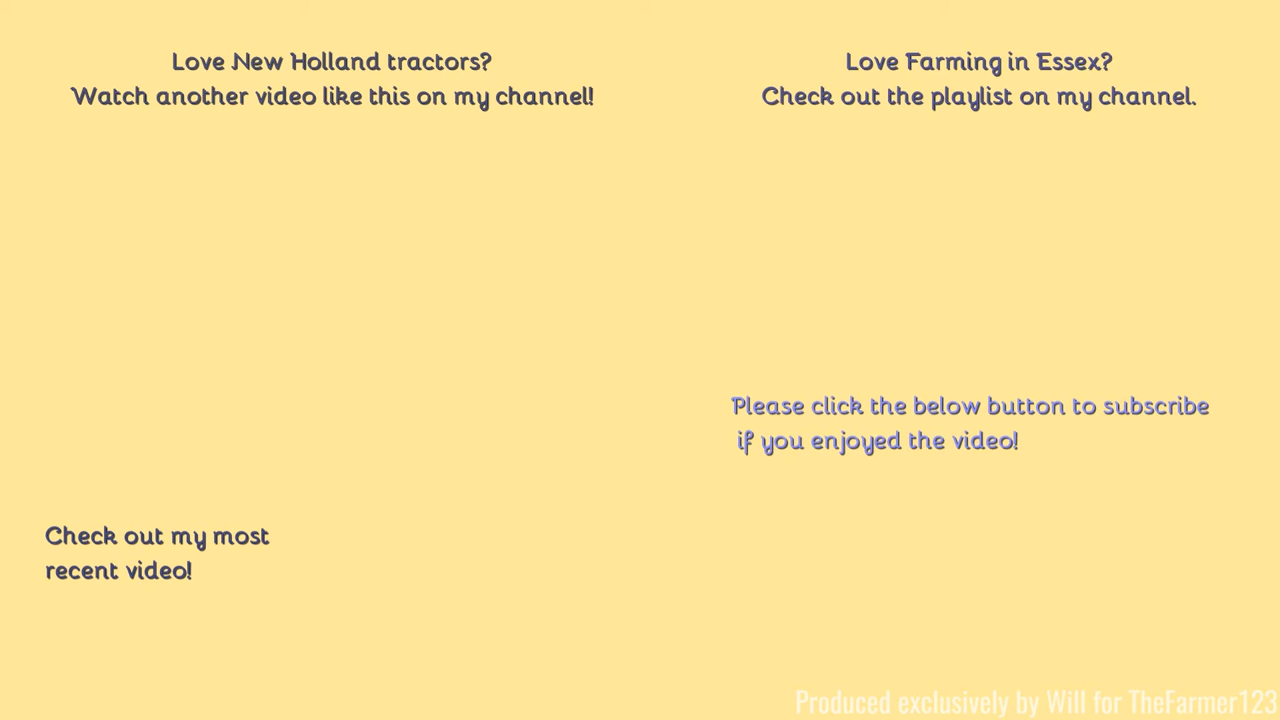 Love New Holland tractors?
Watch another video like this on my channel!
Love Farming in Essex?
Check out the playlist on my channel.
Please click the below button to subscribe
if you enjoyed the video!
Check out my most
recent video!
Produced exclusively by Will for TheFarmer123